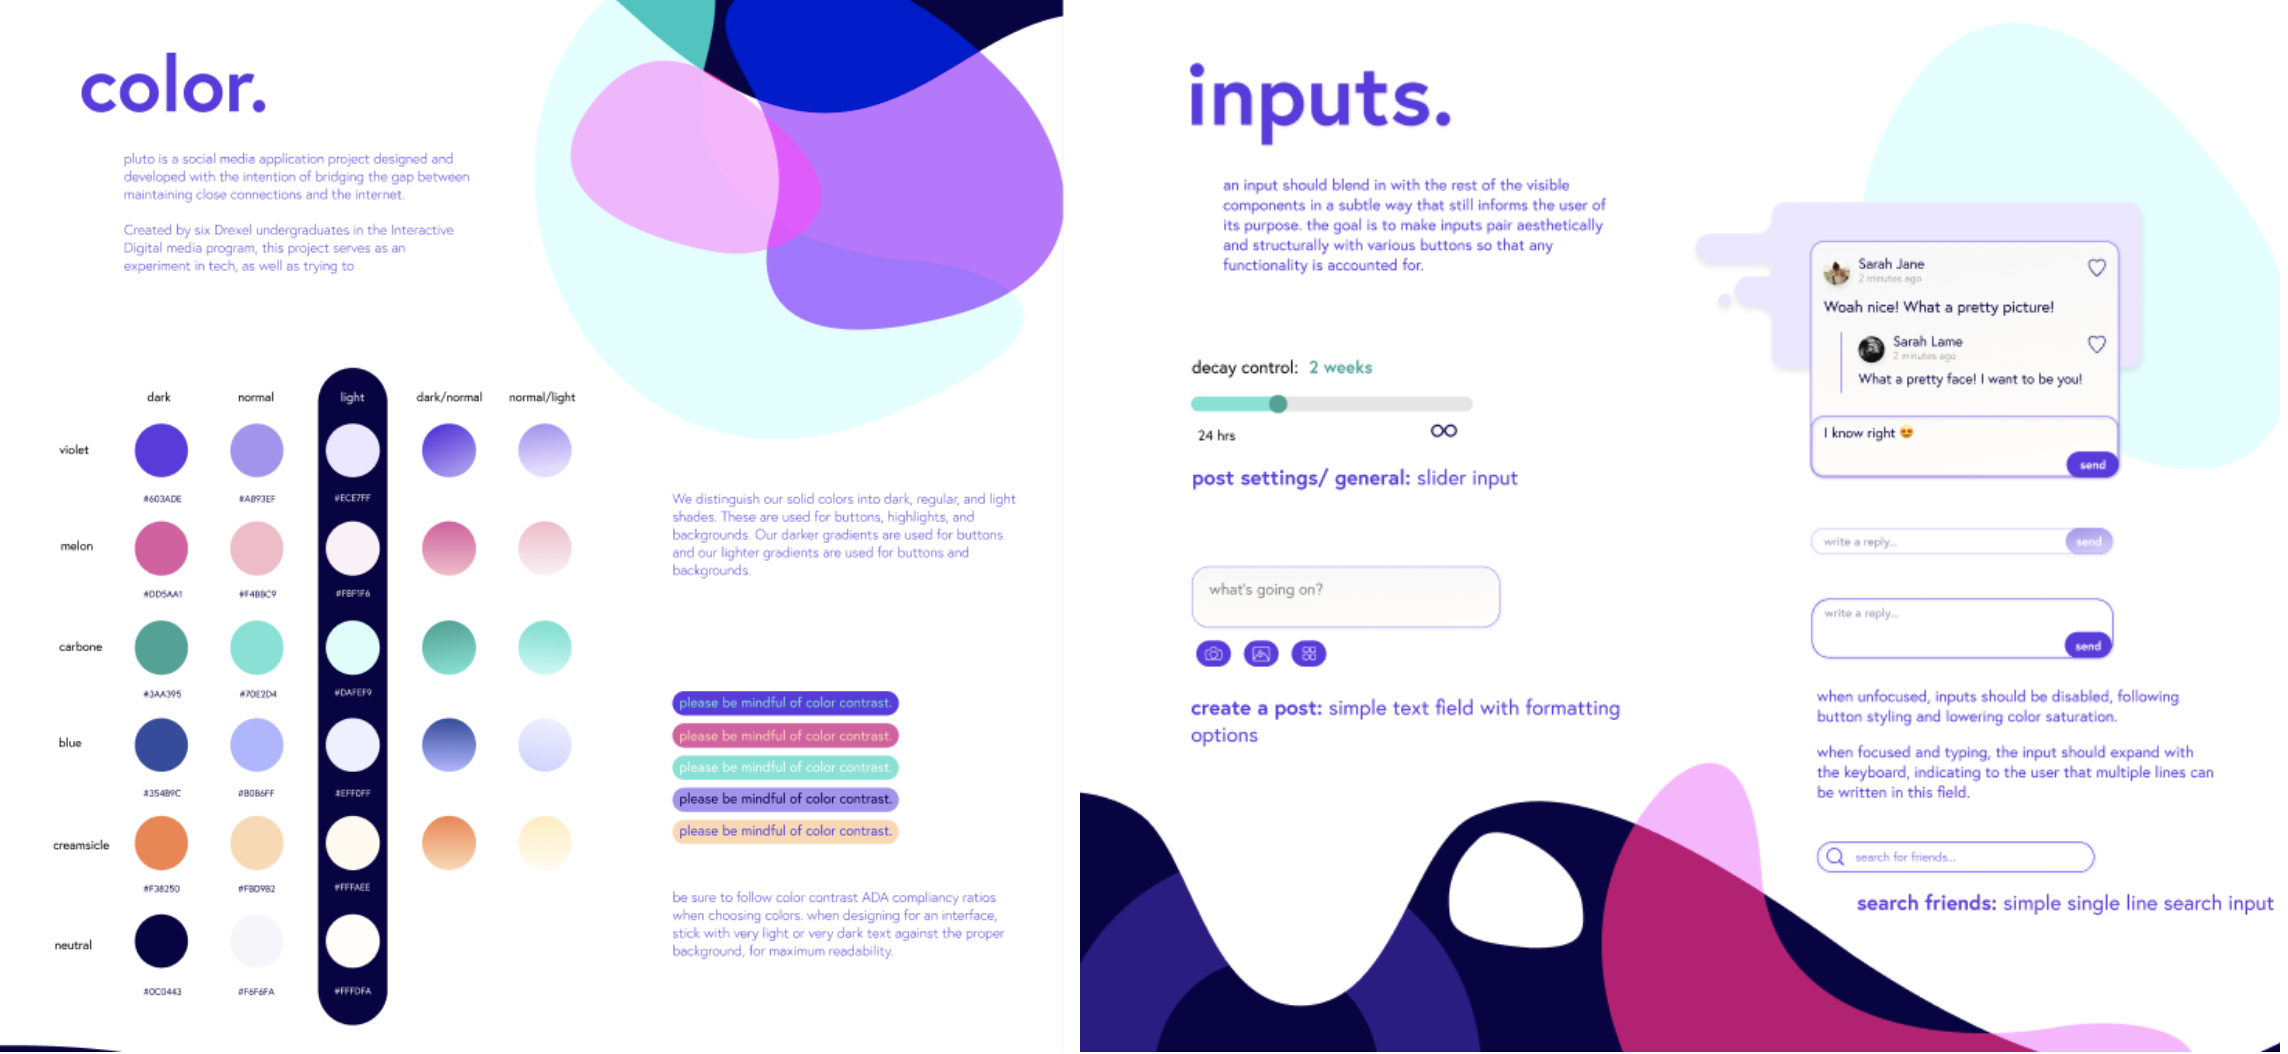 color.
pluto is a social media application project designed and
developed with the intention of bridging the gap between
maintaining close connections and the internet.
Created by six Drexel undergraduates in the Interactive
Digital media program, this project serves as an
experiment in tech, as well as trying to
dark normal light dark/normal normal/light
violet
#603ADE #AB93EF #ECE7FF
melon
#DD5AA1 #F4BBC9 #FBF1F6
carbone
#3AA395 #70E2D4 #DAFEF9
blue
#354B9C #B0B6FF #EFF0FF
creamsicle
#F38250 #FBD9B2 #FFFAEE
neutral
#0C0443 #F6F6FA #FFFDFA
We distinguish our solid colors into dark, regular, and light
shades. These are used for buttons, highlights, and
backgrounds. Our darker gradients are used for buttons
and our lighter gradients are used for buttons and
backgrounds.
please be mindful of color contrast.
please be mindful of color contrast.
please be mindful of color contrast.
please be mindful of color contrast.
please be mindful of color contrast.
be sure to follow color contrast ADA compliancy ratios
when choosing colors. when designing for an interface,
stick with very light or very dark text against the proper
background, for maximum readability.
inputs.
an input should blend in with the rest of the visible
components in a subtle way that still informs the user of
its purpose. the goal is to make inputs pair aesthetically
and structurally with various buttons so that any
functionality is accounted for.
decay control: 2 weeks
24 hrs ∞
post settings/ general: slider input
what's going on?
create a post: simple text field with formatting
options
Sarah Jane
2 minutes ago
Woah nice! What a pretty picture!
Sarah Lame
2 minutes ago
What a pretty face! I want to be you!
I know right 😍
send
write a reply... send
write a reply...
send
when unfocused, inputs should be disabled, following
button styling and lowering color saturation.
when focused and typing, the input should expand with
the keyboard, indicating to the user that multiple lines can
be written in this field.
search for friends...
search friends: simple single line search input